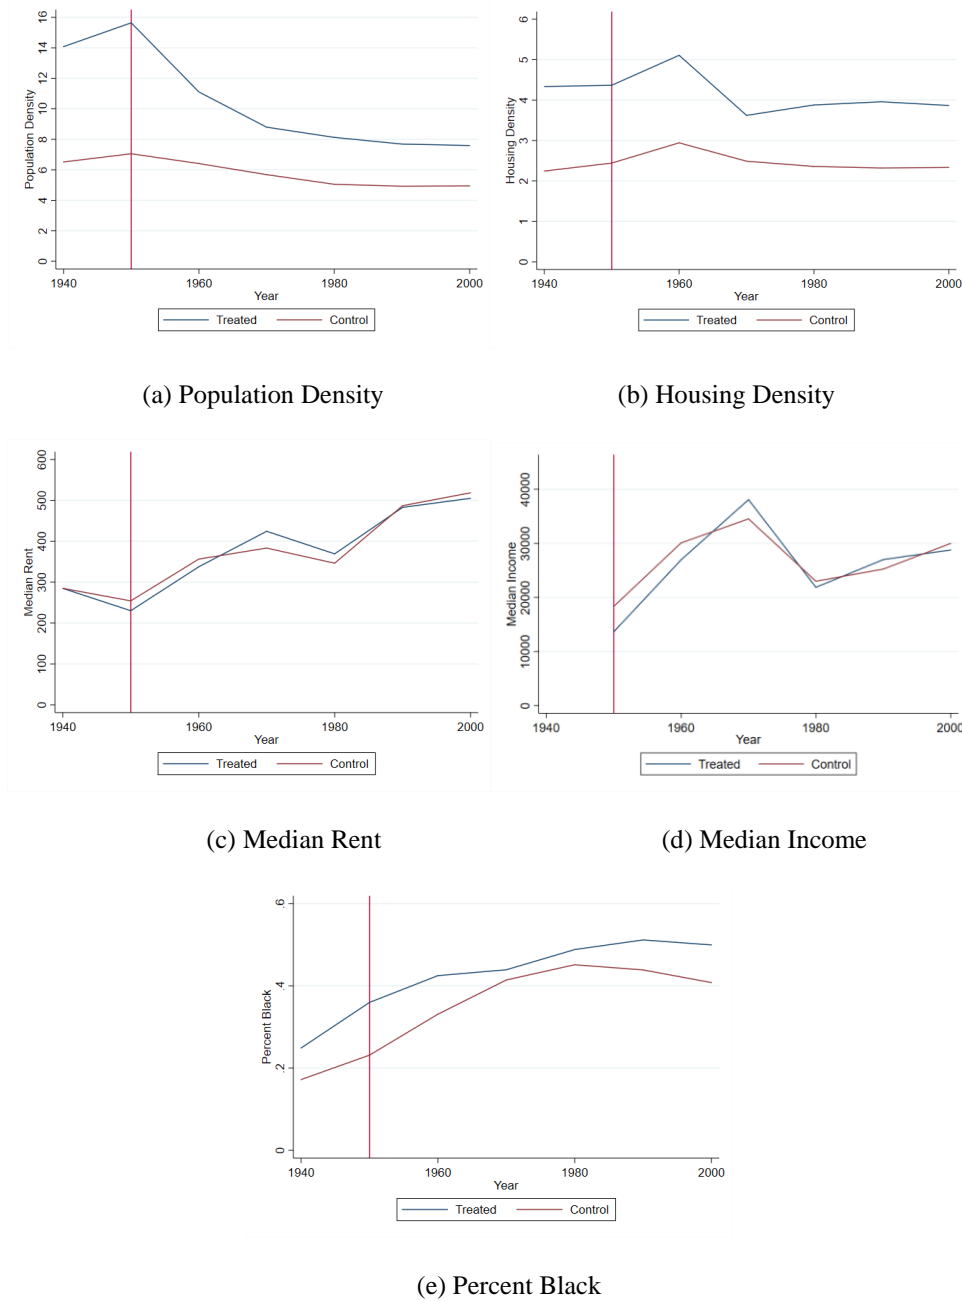 16
14
12
10
8
6
4
2
0
Population Density
1940
1960
1980
2000
Year
Treated
Control
(a) Population Density
6
5
4
3
2
1
0
Housing Density
1940
1960
1980
2000
Year
Treated
Control
(b) Housing Density
600
500
400
300
200
100
0
Median Rent
1940
1960
1980
2000
Year
Treated
Control
(c) Median Rent
40000
30000
20000
10000
0
Median Income
1940
1960
1980
2000
Year
Treated
Control
(d) Median Income
.6
.4
.2
0
Percent Black
1940
1960
1980
2000
Year
Treated
Control
(e) Percent Black